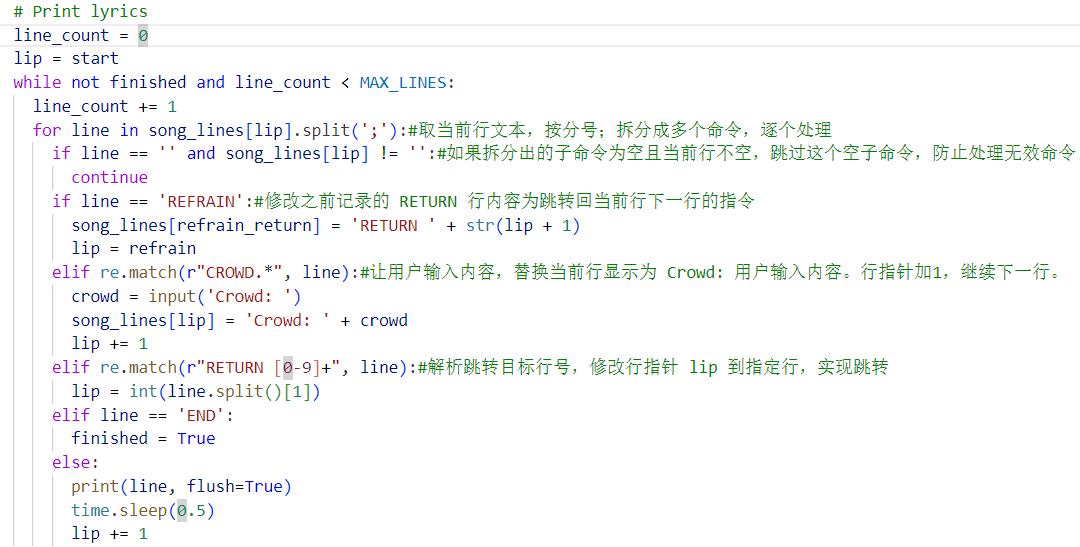 # Print lyrics
line_count = 0
lip = start
while not finished and line_count < MAX_LINES:
  line_count += 1
  for line in song_lines[lip].split(';'):#取当前行文本，按分号；拆分成多个命令，逐个处理
    if line == '' and song_lines[lip] != '':#如果拆分出的子命令为空且当前行不空，跳过这个空子命令，防止处理无效命令
      continue
    if line == 'REFRAIN':#修改之前记录的 RETURN 行内容为跳转回当前行下一行的指令
      song_lines[refrain_return] = 'RETURN ' + str(lip + 1)
      lip = refrain
    elif re.match(r"CROWD.*", line):#让用户输入内容，替换当前行显示为 Crowd: 用户输入内容。行指针加1，继续下一行。
      crowd = input('Crowd: ')
      song_lines[lip] = 'Crowd: ' + crowd
      lip += 1
    elif re.match(r"RETURN [0-9]+", line):#解析跳转目标行号，修改行指针 lip 到指定行，实现跳转
      lip = int(line.split()[1])
    elif line == 'END':
      finished = True
    else:
      print(line, flush=True)
      time.sleep(0.5)
      lip += 1